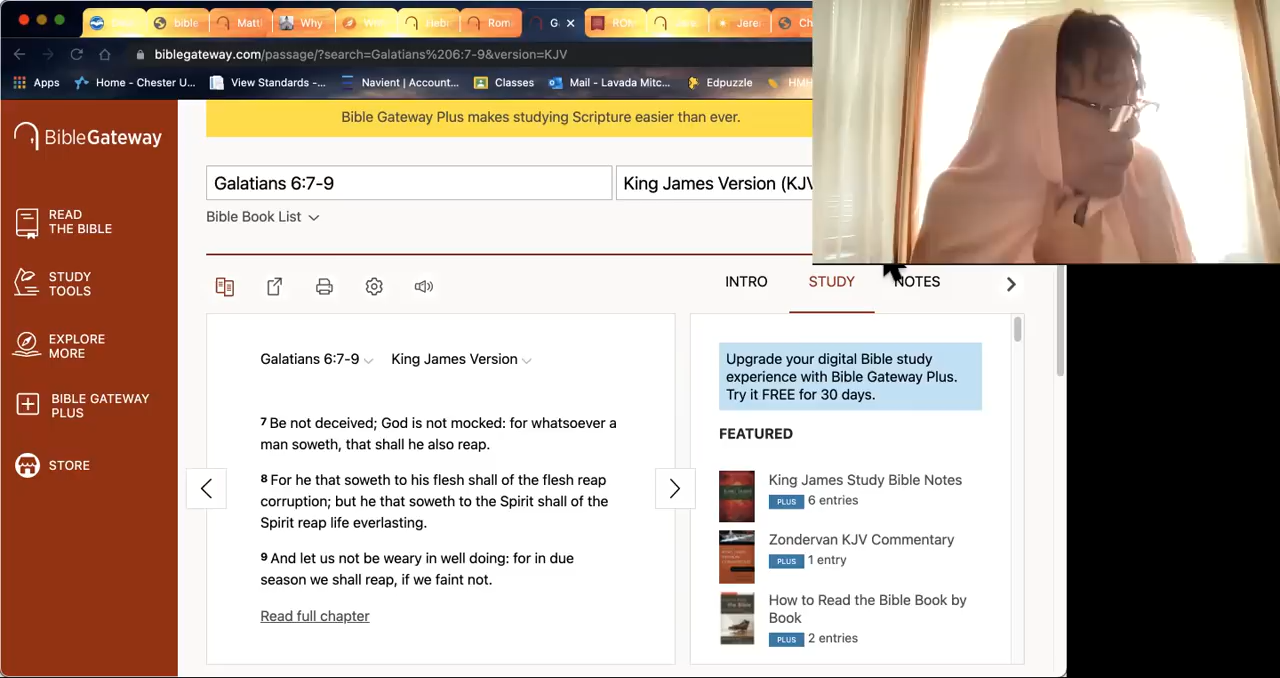 bible
Matt
Why
Hebr
Rom
G
Jerer
Ch
biblegateway.com/passage/?search=Galatians%206:7-9&version=KJV
Apps
Home - Chester U...
View Standards -...
Navient | Account...
Classes
Mail - Lavada Mitc...
Edpuzzle
HMH
BibleGateway
Bible Gateway Plus makes studying Scripture easier than ever.
Galatians 6:7-9
King James Version (KJV
Bible Book List
READ
THE BIBLE
STUDY
TOOLS
EXPLORE
MORE
BIBLE GATEWAY
PLUS
STORE
INTRO
STUDY
NOTES
Galatians 6:7-9
King James Version
7 Be not deceived; God is not mocked: for whatsoever a
man soweth, that shall he also reap.
8 For he that soweth to his flesh shall of the flesh reap
corruption; but he that soweth to the Spirit shall of the
Spirit reap life everlasting.
9 And let us not be weary in well doing: for in due
season we shall reap, if we faint not.
Read full chapter
Upgrade your digital Bible study
experience with Bible Gateway Plus.
Try it FREE for 30 days.
FEATURED
King James Study Bible Notes
PLUS 6 entries
Zondervan KJV Commentary
PLUS 1 entry
How to Read the Bible Book by
Book
PLUS 2 entries